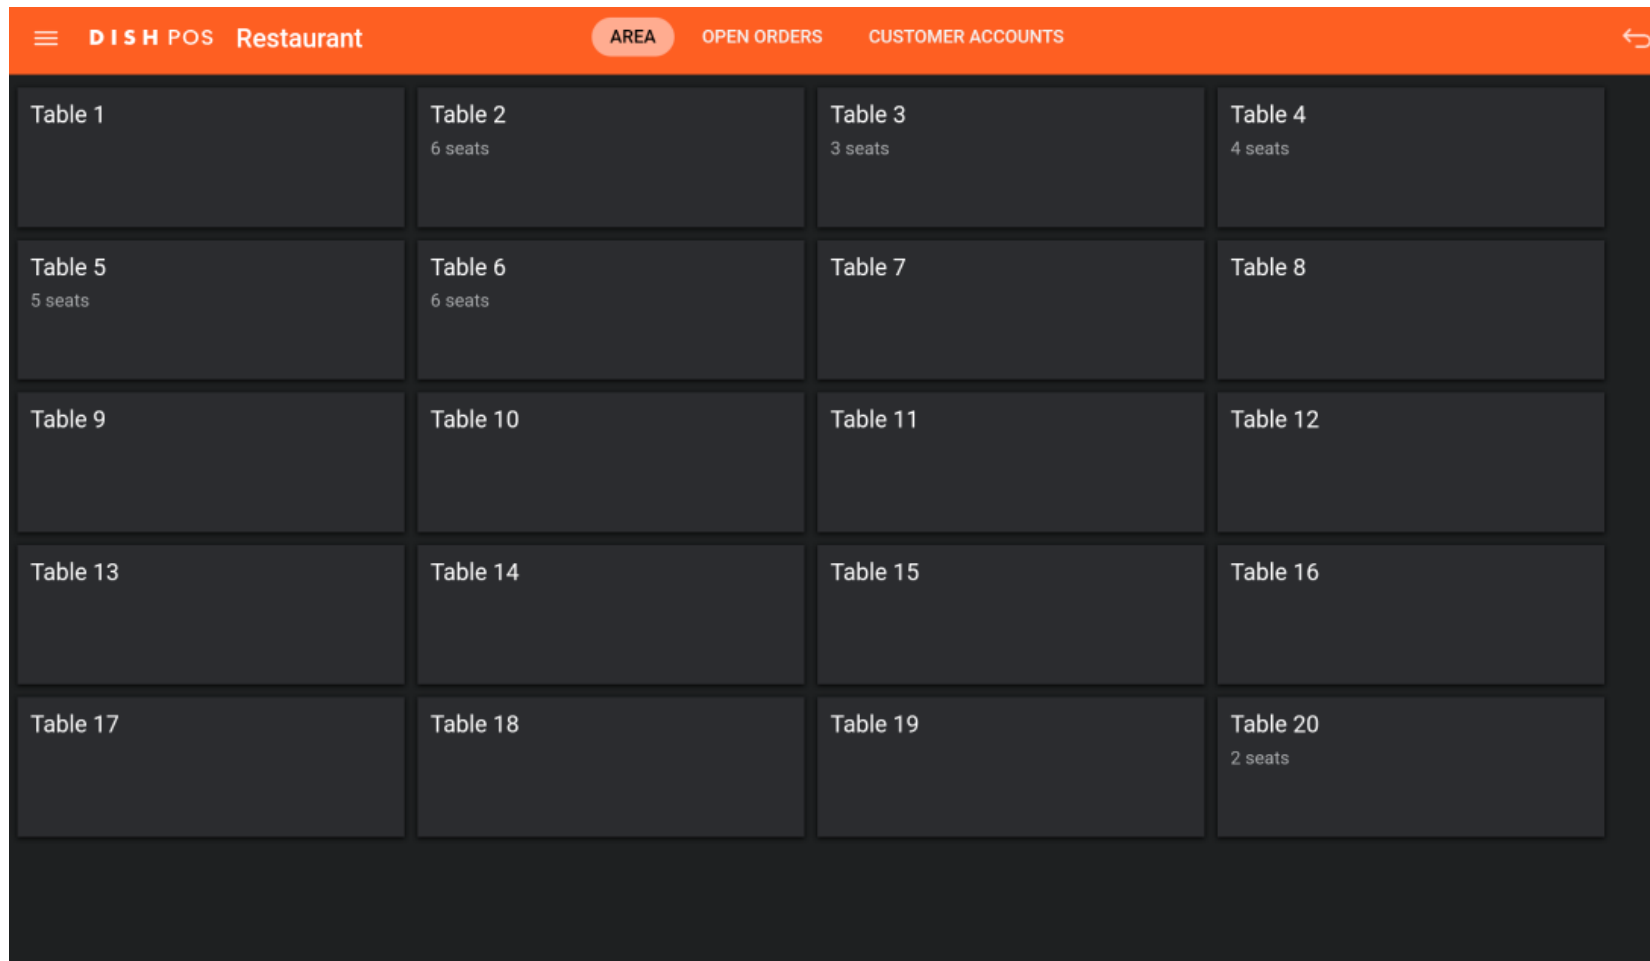 DISH POS Restaurant AREA OPEN ORDERS CUSTOMER ACCOUNTS
Table 1
Table 2
6 seats
Table 3
3 seats
Table 4
4 seats
Table 5
5 seats
Table 6
6 seats
Table 7
Table 8
Table 9
Table 10
Table 11
Table 12
Table 13
Table 14
Table 15
Table 16
Table 17
Table 18
Table 19
Table 20
2 seats